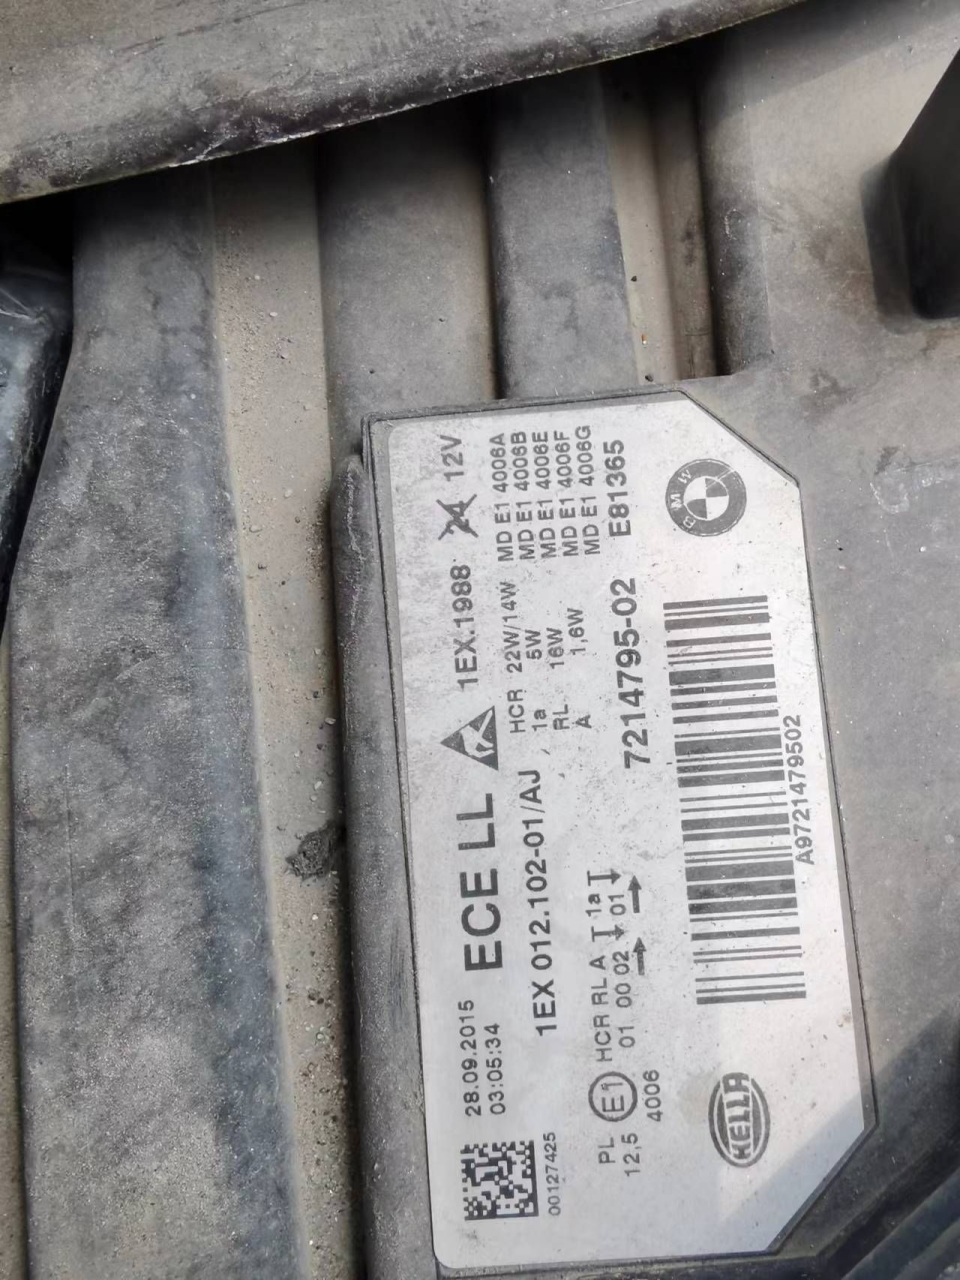 28.09.2015
03:05:34
ECE LL
1EX.1988
24 12V
00127425
1EX 012.102-01/AJ
HCR 22W/14W
1a 5W
RL 16W
A 1,6W
MD E1 4006A
MD E1 4006B
MD E1 4006E
MD E1 4006F
MD E1 4006G
PL E1 HCR RL A 1a
12,5 01 00 02 01
4006
7214795-02 E81365
A9721479502
HELLA
BMW